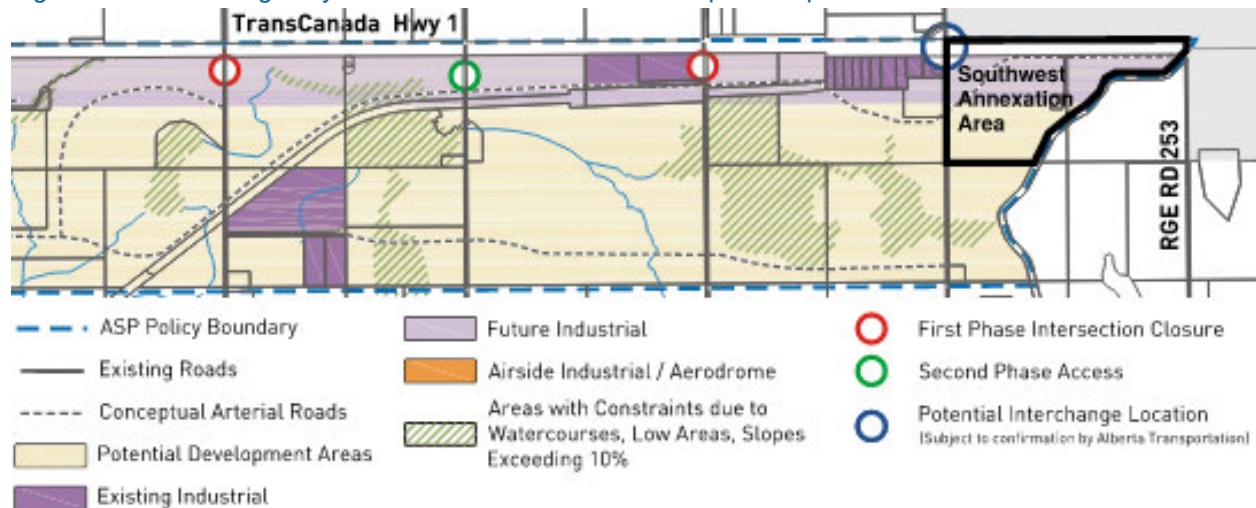 TransCanada Hwy 1
Southwest
Annexation
Area
RGE RD 253
ASP Policy Boundary
Existing Roads
Conceptual Arterial Roads
Potential Development Areas
Existing Industrial
Future Industrial
Airside Industrial / Aerodrome
Areas with Constraints due to
Watercourses, Low Areas, Slopes
Exceeding 10%
First Phase Intersection Closure
Second Phase Access
Potential Interchange Location
(Subject to confirmation by Alberta Transportation)